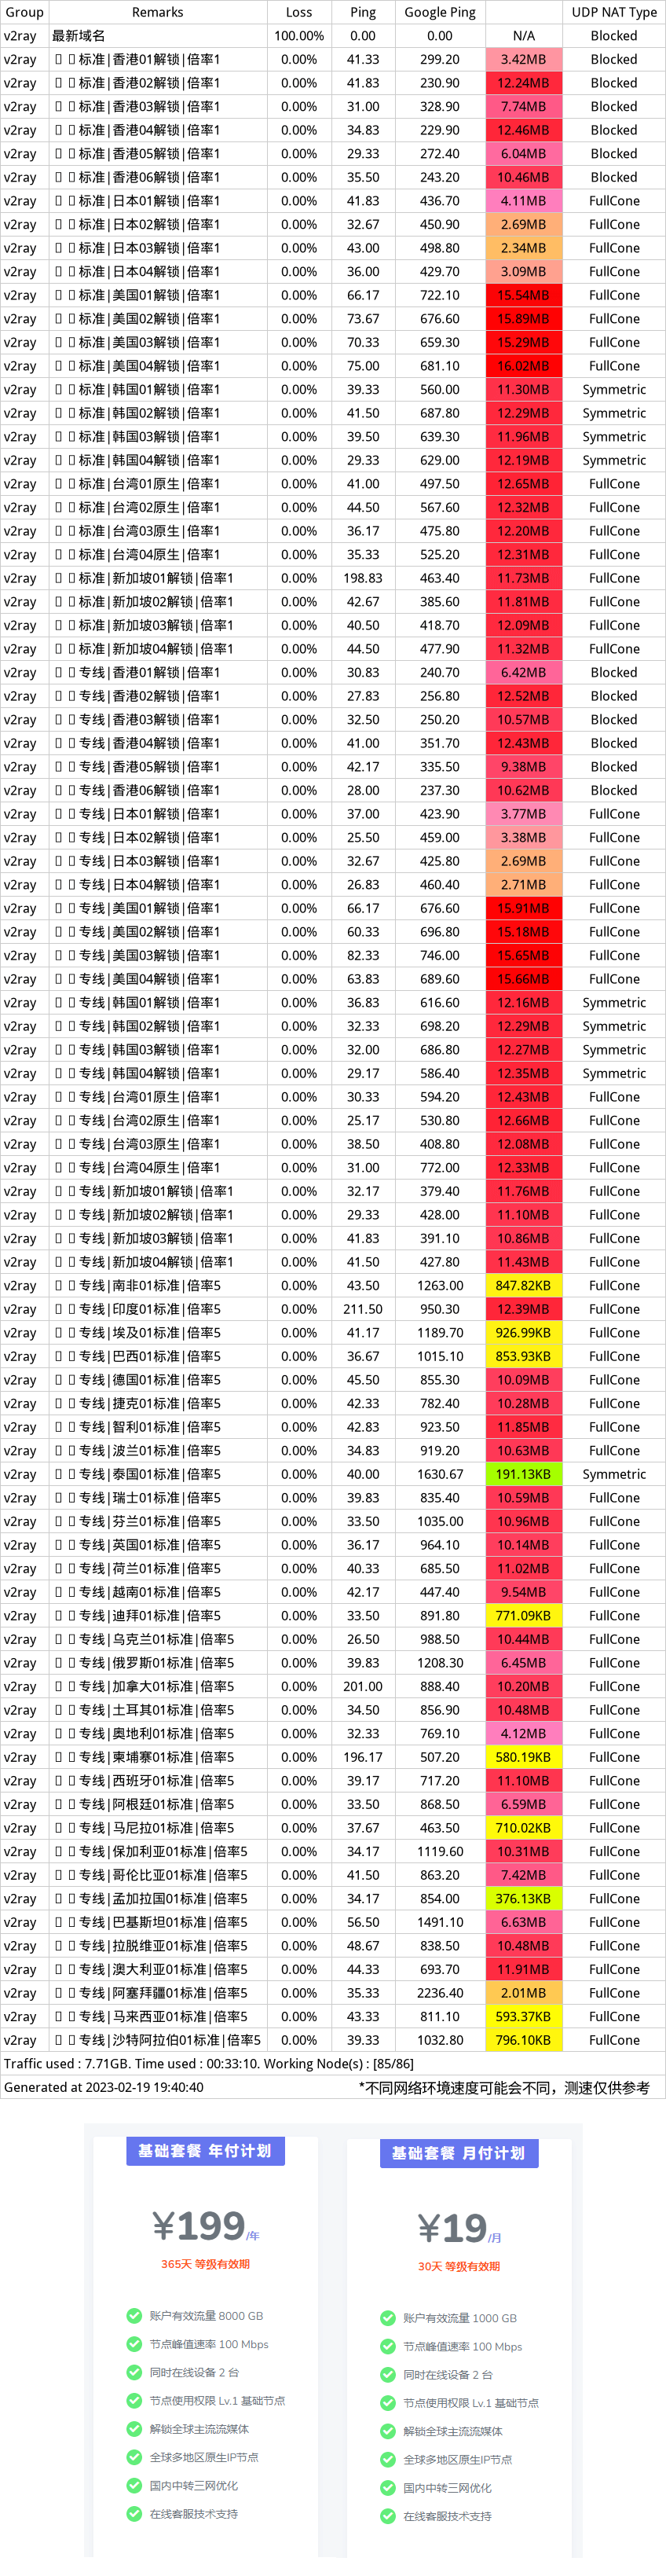 Group Remarks Loss Ping Google Ping UDP NAT Type
v2ray 最新域名 100.00% 0.00 0.00 N/A Blocked
v2ray 标准|香港01解锁|倍率1 0.00% 41.33 299.20 3.42MB Blocked
v2ray 标准|香港02解锁|倍率1 0.00% 41.83 230.90 12.24MB Blocked
v2ray 标准|香港03解锁|倍率1 0.00% 31.00 328.90 7.74MB Blocked
v2ray 标准|香港04解锁|倍率1 0.00% 34.83 229.90 12.46MB Blocked
v2ray 标准|香港05解锁|倍率1 0.00% 29.33 272.40 6.04MB Blocked
v2ray 标准|香港06解锁|倍率1 0.00% 35.50 243.20 10.46MB Blocked
v2ray 标准|日本01解锁|倍率1 0.00% 41.83 436.70 4.11MB FullCone
v2ray 标准|日本02解锁|倍率1 0.00% 32.67 450.90 2.69MB FullCone
v2ray 标准|日本03解锁|倍率1 0.00% 43.00 498.80 2.34MB FullCone
v2ray 标准|日本04解锁|倍率1 0.00% 36.00 429.70 3.09MB FullCone
v2ray 标准|美国01解锁|倍率1 0.00% 66.17 722.10 15.54MB FullCone
v2ray 标准|美国02解锁|倍率1 0.00% 73.67 676.60 15.89MB FullCone
v2ray 标准|美国03解锁|倍率1 0.00% 70.33 659.30 15.29MB FullCone
v2ray 标准|美国04解锁|倍率1 0.00% 75.00 681.10 16.02MB FullCone
v2ray 标准|韩国01解锁|倍率1 0.00% 39.33 560.00 11.30MB Symmetric
v2ray 标准|韩国02解锁|倍率1 0.00% 41.50 687.80 12.29MB Symmetric
v2ray 标准|韩国03解锁|倍率1 0.00% 39.50 639.30 11.96MB Symmetric
v2ray 标准|韩国04解锁|倍率1 0.00% 29.33 629.00 12.19MB Symmetric
v2ray 标准|台湾01原生|倍率1 0.00% 41.00 497.50 12.65MB FullCone
v2ray 标准|台湾02原生|倍率1 0.00% 44.50 567.60 12.32MB FullCone
v2ray 标准|台湾03原生|倍率1 0.00% 36.17 475.80 12.20MB FullCone
v2ray 标准|台湾04原生|倍率1 0.00% 35.33 525.20 12.31MB FullCone
v2ray 标准|新加坡01解锁|倍率1 0.00% 198.83 463.40 11.73MB FullCone
v2ray 标准|新加坡02解锁|倍率1 0.00% 42.67 385.60 11.81MB FullCone
v2ray 标准|新加坡03解锁|倍率1 0.00% 40.50 418.70 12.09MB FullCone
v2ray 标准|新加坡04解锁|倍率1 0.00% 44.50 477.90 11.32MB FullCone
v2ray 专线|香港01解锁|倍率1 0.00% 30.83 240.70 6.42MB Blocked
v2ray 专线|香港02解锁|倍率1 0.00% 27.83 256.80 12.52MB Blocked
v2ray 专线|香港03解锁|倍率1 0.00% 32.50 250.20 10.57MB Blocked
v2ray 专线|香港04解锁|倍率1 0.00% 41.00 351.70 12.43MB Blocked
v2ray 专线|香港05解锁|倍率1 0.00% 42.17 335.50 9.38MB Blocked
v2ray 专线|香港06解锁|倍率1 0.00% 28.00 237.30 10.62MB Blocked
v2ray 专线|日本01解锁|倍率1 0.00% 37.00 423.90 3.77MB FullCone
v2ray 专线|日本02解锁|倍率1 0.00% 25.50 459.00 3.38MB FullCone
v2ray 专线|日本03解锁|倍率1 0.00% 32.67 425.80 2.69MB FullCone
v2ray 专线|日本04解锁|倍率1 0.00% 26.83 460.40 2.71MB FullCone
v2ray 专线|美国01解锁|倍率1 0.00% 66.17 676.60 15.91MB FullCone
v2ray 专线|美国02解锁|倍率1 0.00% 60.33 696.80 15.18MB FullCone
v2ray 专线|美国03解锁|倍率1 0.00% 82.33 746.00 15.65MB FullCone
v2ray 专线|美国04解锁|倍率1 0.00% 63.83 689.60 15.66MB FullCone
v2ray 专线|韩国01解锁|倍率1 0.00% 36.83 616.60 12.16MB Symmetric
v2ray 专线|韩国02解锁|倍率1 0.00% 32.33 698.20 12.29MB Symmetric
v2ray 专线|韩国03解锁|倍率1 0.00% 32.00 686.80 12.27MB Symmetric
v2ray 专线|韩国04解锁|倍率1 0.00% 29.17 586.40 12.35MB Symmetric
v2ray 专线|台湾01原生|倍率1 0.00% 30.33 594.20 12.43MB FullCone
v2ray 专线|台湾02原生|倍率1 0.00% 25.17 530.80 12.66MB FullCone
v2ray 专线|台湾03原生|倍率1 0.00% 38.50 408.80 12.08MB FullCone
v2ray 专线|台湾04原生|倍率1 0.00% 31.00 772.00 12.33MB FullCone
v2ray 专线|新加坡01解锁|倍率1 0.00% 32.17 379.40 11.76MB FullCone
v2ray 专线|新加坡02解锁|倍率1 0.00% 29.33 428.00 11.10MB FullCone
v2ray 专线|新加坡03解锁|倍率1 0.00% 41.83 391.10 10.86MB FullCone
v2ray 专线|新加坡04解锁|倍率1 0.00% 41.50 427.80 11.43MB FullCone
v2ray 专线|南非01标准|倍率5 0.00% 43.50 1263.00 847.82KB FullCone
v2ray 专线|印度01标准|倍率5 0.00% 211.50 950.30 12.39MB FullCone
v2ray 专线|埃及01标准|倍率5 0.00% 41.17 1189.70 926.99KB FullCone
v2ray 专线|巴西01标准|倍率5 0.00% 36.67 1015.10 853.93KB FullCone
v2ray 专线|德国01标准|倍率5 0.00% 45.50 855.30 10.09MB FullCone
v2ray 专线|捷克01标准|倍率5 0.00% 42.33 782.40 10.28MB FullCone
v2ray 专线|智利01标准|倍率5 0.00% 42.83 923.50 11.85MB FullCone
v2ray 专线|波兰01标准|倍率5 0.00% 34.83 919.20 10.63MB FullCone
v2ray 专线|泰国01标准|倍率5 0.00% 40.00 1630.67 191.13KB Symmetric
v2ray 专线|瑞士01标准|倍率5 0.00% 39.83 835.40 10.59MB FullCone
v2ray 专线|芬兰01标准|倍率5 0.00% 33.50 1035.00 10.96MB FullCone
v2ray 专线|英国01标准|倍率5 0.00% 36.17 964.10 10.14MB FullCone
v2ray 专线|荷兰01标准|倍率5 0.00% 40.33 685.50 11.02MB FullCone
v2ray 专线|越南01标准|倍率5 0.00% 42.17 447.40 9.54MB FullCone
v2ray 专线|迪拜01标准|倍率5 0.00% 33.50 891.80 771.09KB FullCone
v2ray 专线|乌克兰01标准|倍率5 0.00% 26.50 988.50 10.44MB FullCone
v2ray 专线|俄罗斯01标准|倍率5 0.00% 39.83 1208.30 6.45MB FullCone
v2ray 专线|加拿大01标准|倍率5 0.00% 201.00 888.40 10.20MB FullCone
v2ray 专线|土耳其01标准|倍率5 0.00% 34.50 856.90 10.48MB FullCone
v2ray 专线|奥地利01标准|倍率5 0.00% 32.33 769.10 4.12MB FullCone
v2ray 专线|柬埔寨01标准|倍率5 0.00% 196.17 507.20 580.19KB FullCone
v2ray 专线|西班牙01标准|倍率5 0.00% 39.17 717.20 11.10MB FullCone
v2ray 专线|阿根廷01标准|倍率5 0.00% 33.50 868.50 6.59MB FullCone
v2ray 专线|马尼拉01标准|倍率5 0.00% 37.67 463.50 710.02KB FullCone
v2ray 专线|保加利亚01标准|倍率5 0.00% 34.17 1119.60 10.31MB FullCone
v2ray 专线|哥伦比亚01标准|倍率5 0.00% 41.50 863.20 7.42MB FullCone
v2ray 专线|孟加拉国01标准|倍率5 0.00% 34.17 854.00 376.13KB FullCone
v2ray 专线|巴基斯坦01标准|倍率5 0.00% 56.50 1491.10 6.63MB FullCone
v2ray 专线|拉脱维亚01标准|倍率5 0.00% 48.67 838.50 10.48MB FullCone
v2ray 专线|澳大利亚01标准|倍率5 0.00% 44.33 693.70 11.91MB FullCone
v2ray 专线|阿塞拜疆01标准|倍率5 0.00% 35.33 2236.40 2.01MB FullCone
v2ray 专线|马来西亚01标准|倍率5 0.00% 43.33 811.10 593.37KB FullCone
v2ray 专线|沙特阿拉伯01标准|倍率5 0.00% 39.33 1032.80 796.10KB FullCone
Traffic used : 7.71GB. Time used : 00:33:10. Working Node(s) : [85/86]
Generated at 2023-02-19 19:40:40 *不同网络环境速度可能会不同，测速仅供参考
基础套餐 年付计划
¥199/年
365天 等级有效期
账户有效流量 8000 GB
节点峰值速率 100 Mbps
同时在线设备 2 台
节点使用权限 Lv.1 基础节点
解锁全球主流流媒体
全球多地区原生IP节点
国内中转三网优化
在线客服技术支持
基础套餐 月付计划
¥19/月
30天 等级有效期
账户有效流量 1000 GB
节点峰值速率 100 Mbps
同时在线设备 2 台
节点使用权限 Lv.1 基础节点
解锁全球主流流媒体
全球多地区原生IP节点
国内中转三网优化
在线客服技术支持